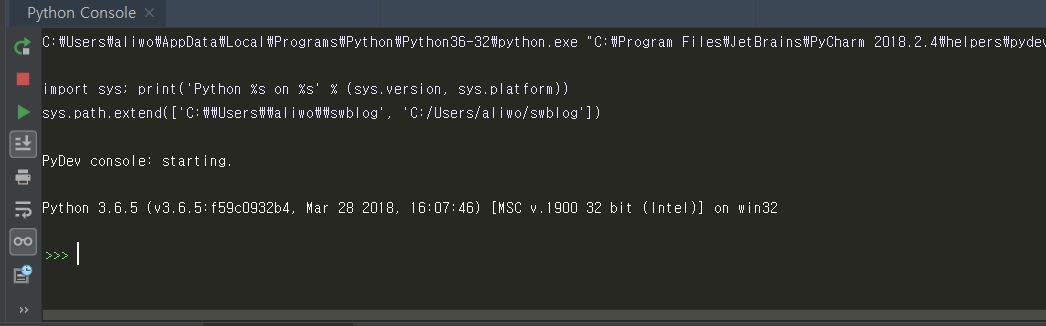 Python Console
C:₩Users₩aliwo₩AppData₩Local₩Programs₩Python₩Python36-32₩python.exe "C:₩Program Files₩JetBrains₩PyCharm 2018.2.4₩helpers₩pydev
import sys; print('Python %s on %s' % (sys.version, sys.platform))
sys.path.extend(['C:₩₩Users₩₩aliwo₩₩swblog', 'C:/Users/aliwo/swblog'])
PyDev console: starting.
Python 3.6.5 (v3.6.5:f59c0932b4, Mar 28 2018, 16:07:46) [MSC v.1900 32 bit (Intel)] on win32
>>>